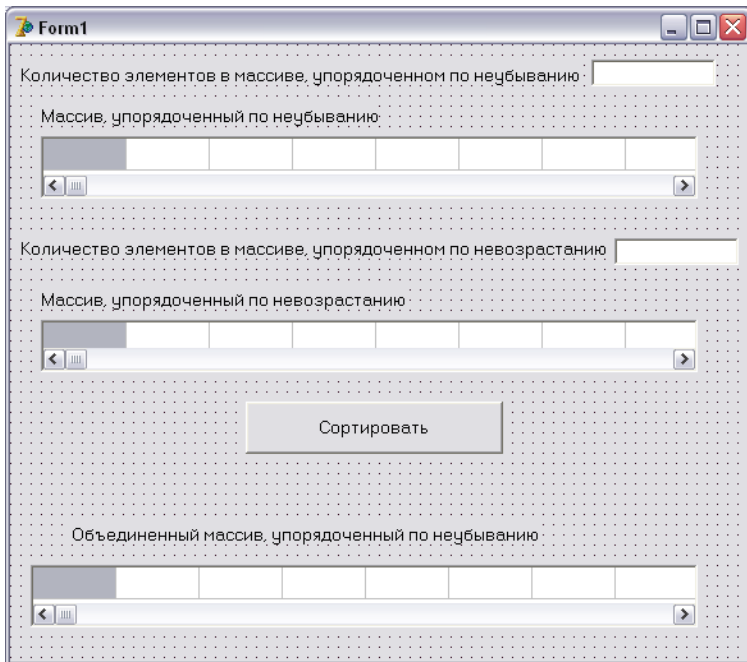 Form1
Количество элементов в массиве, упорядоченном по неубыванию
Массив, упорядоченный по неубыванию
Количество элементов в массиве, упорядоченном по невозрастанию
Массив, упорядоченный по невозрастанию
Сортировать
Объединенный массив, упорядоченный по неубыванию